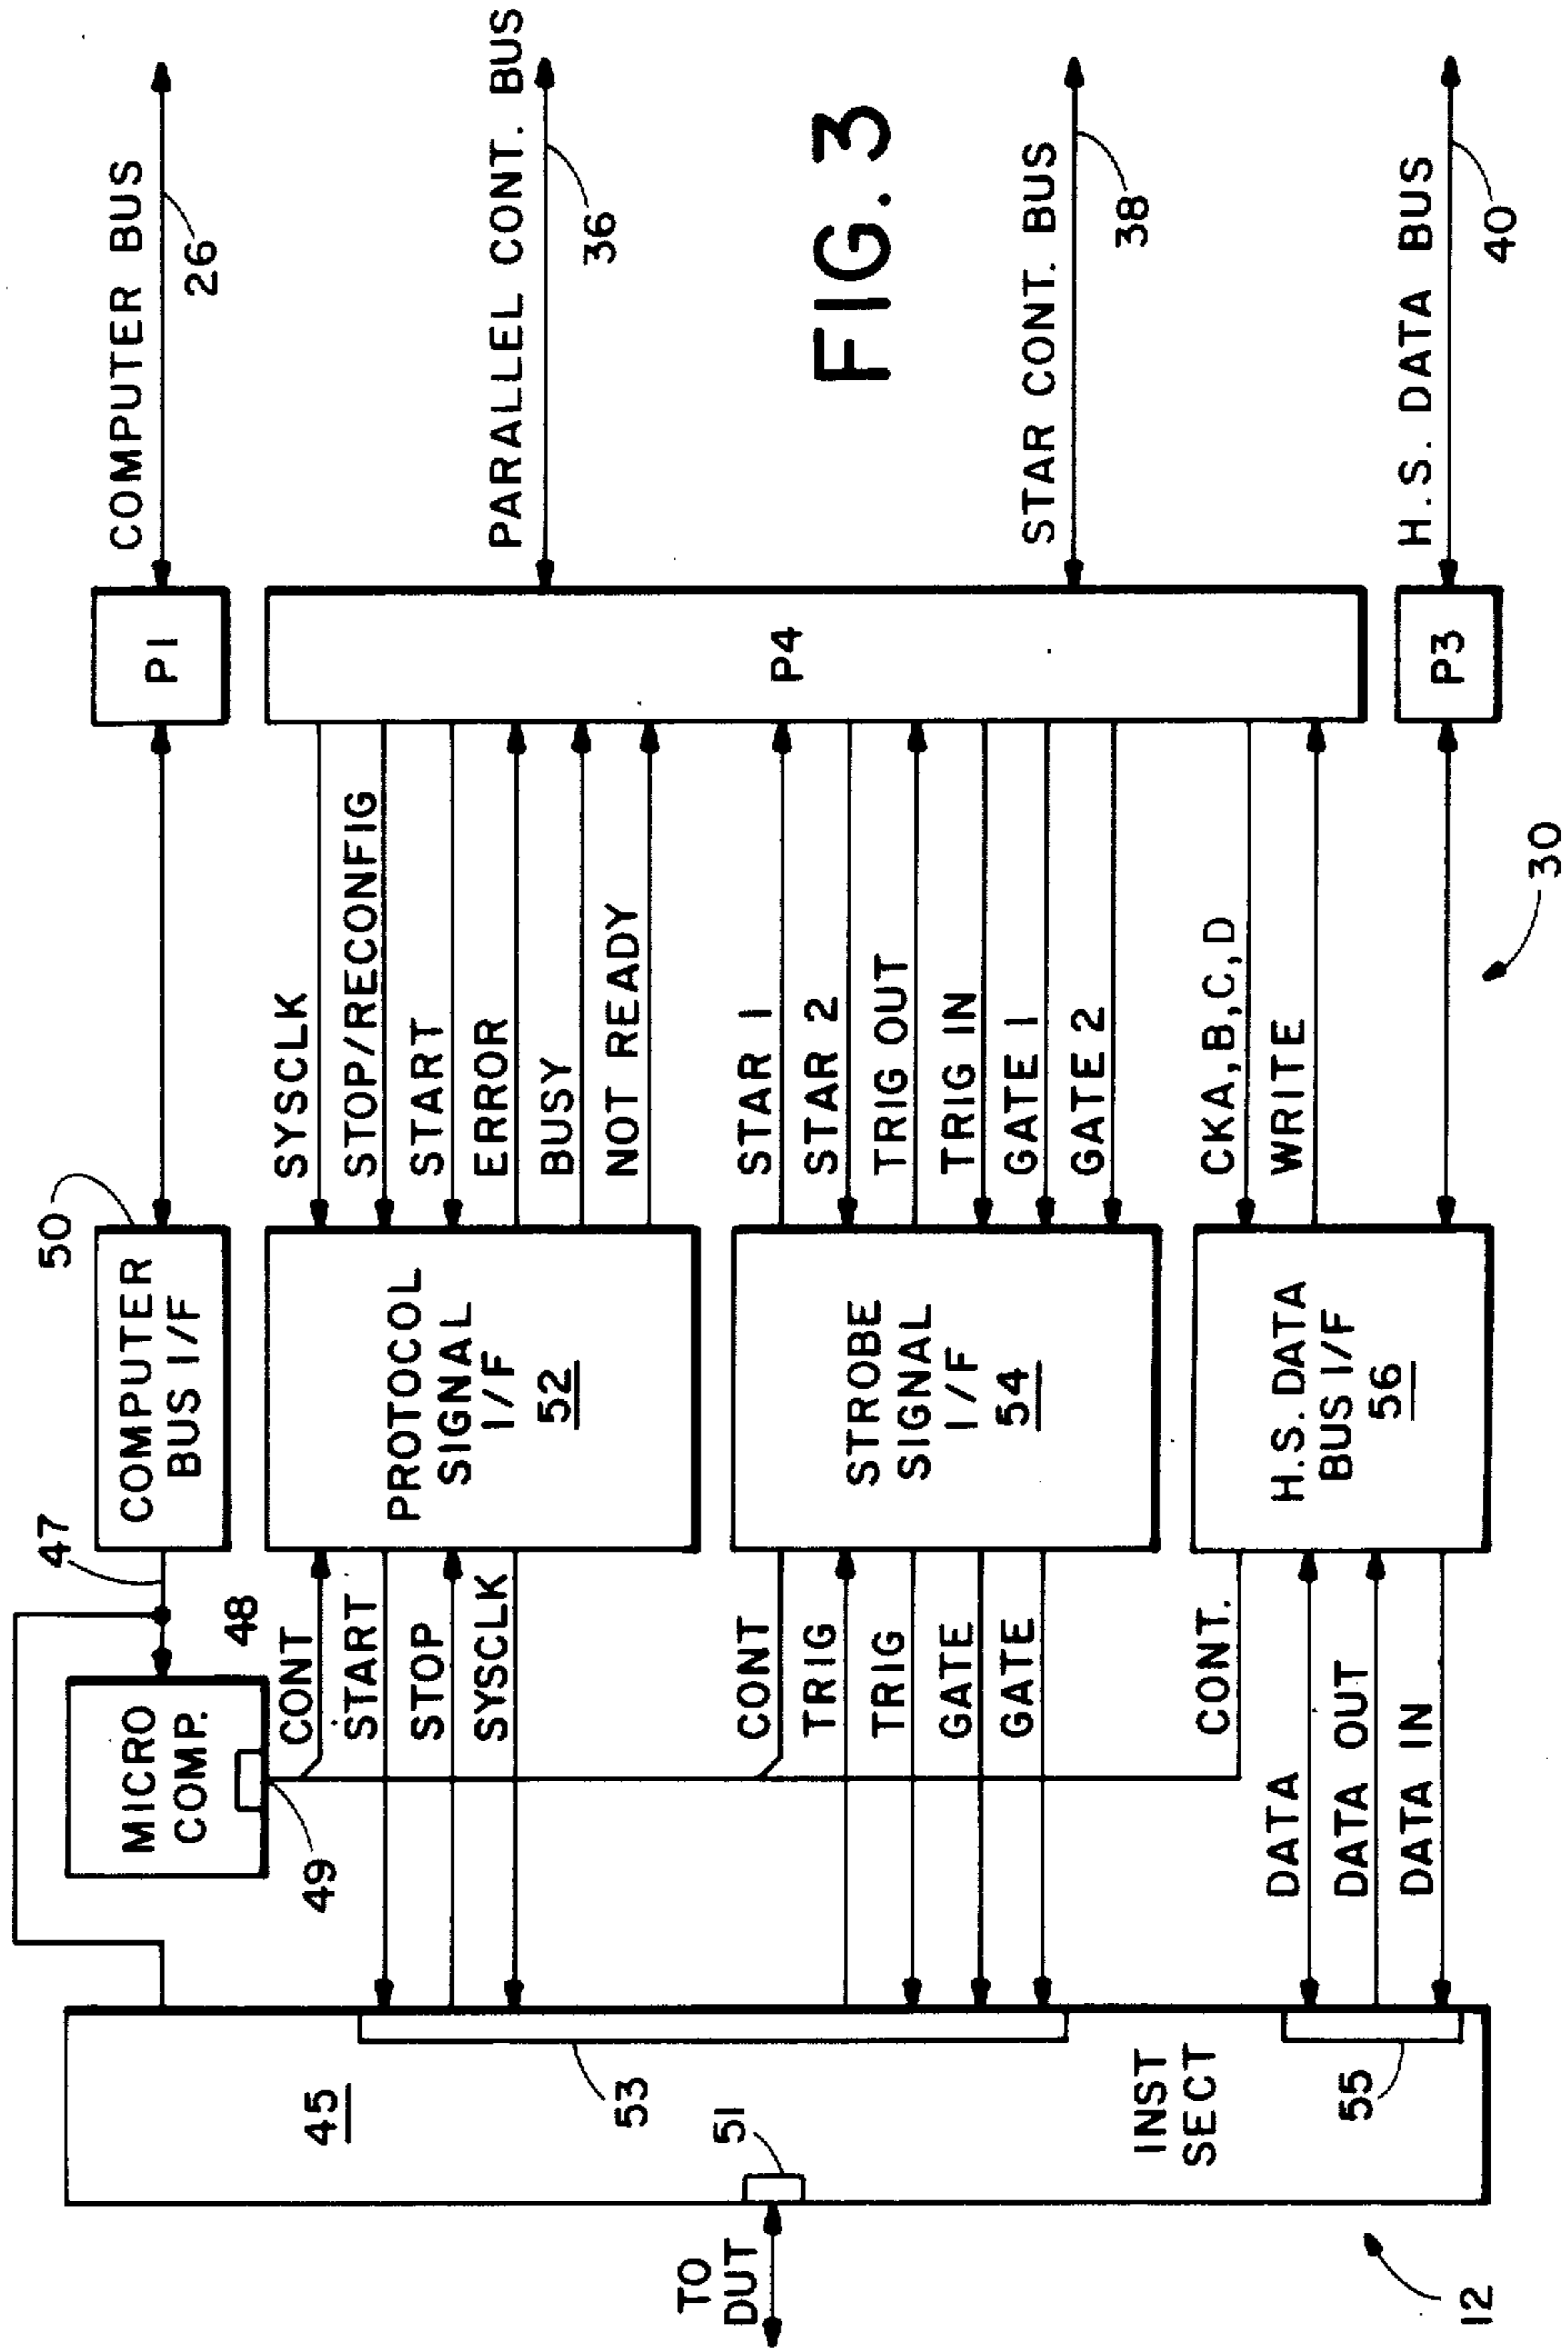 COMPUTER BUS
26
PARALLEL CONT. BUS
36
FIG. 3
STAR CONT. BUS
38
H.S. DATA BUS
40
P1
P4
P3
30
SYSCLK
STOP/RECONFIG
START
ERROR
BUSY
NOT READY
STAR 1
STAR 2
TRIG OUT
TRIG IN
GATE 1
GATE 2
CKA,B,C,D
WRITE
50
COMPUTER
BUS I/F
PROTOCOL
SIGNAL
I/F
52
STROBE
SIGNAL
I/F
54
H.S. DATA
BUS I/F
56
47
48
MICRO
COMP.
49
CONT
START
STOP
SYSCLK
CONT
TRIG
TRIG
GATE
GATE
CONT.
DATA
DATA OUT
DATA IN
45
53
51
INST
SECT
55
TO
DUT
12